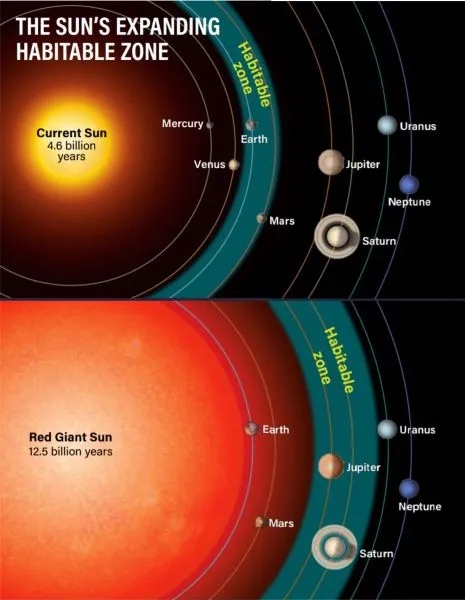 THE SUN'S EXPANDING
HABITABLE ZONE
Habitable
zone
Current Sun
4.6 billion
years
Mercury
Earth
Venus
Mars
Jupiter
Saturn
Uranus
Neptune
Habitable
zone
Red Giant Sun
12.5 billion years
Earth
Mars
Jupiter
Saturn
Uranus
Neptune